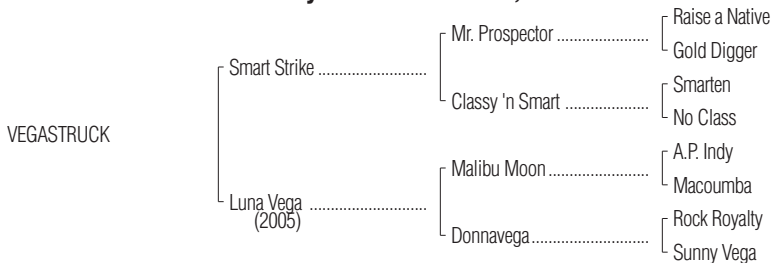 Raise a Native
Mr. Prospector
Gold Digger
Smart Strike
Smarten
Classy 'n Smart
No Class
VEGASTRUCK
A.P. Indy
Malibu Moon
Macoumba
Luna Vega
(2005)
Rock Royalty
Donnavega
Sunny Vega